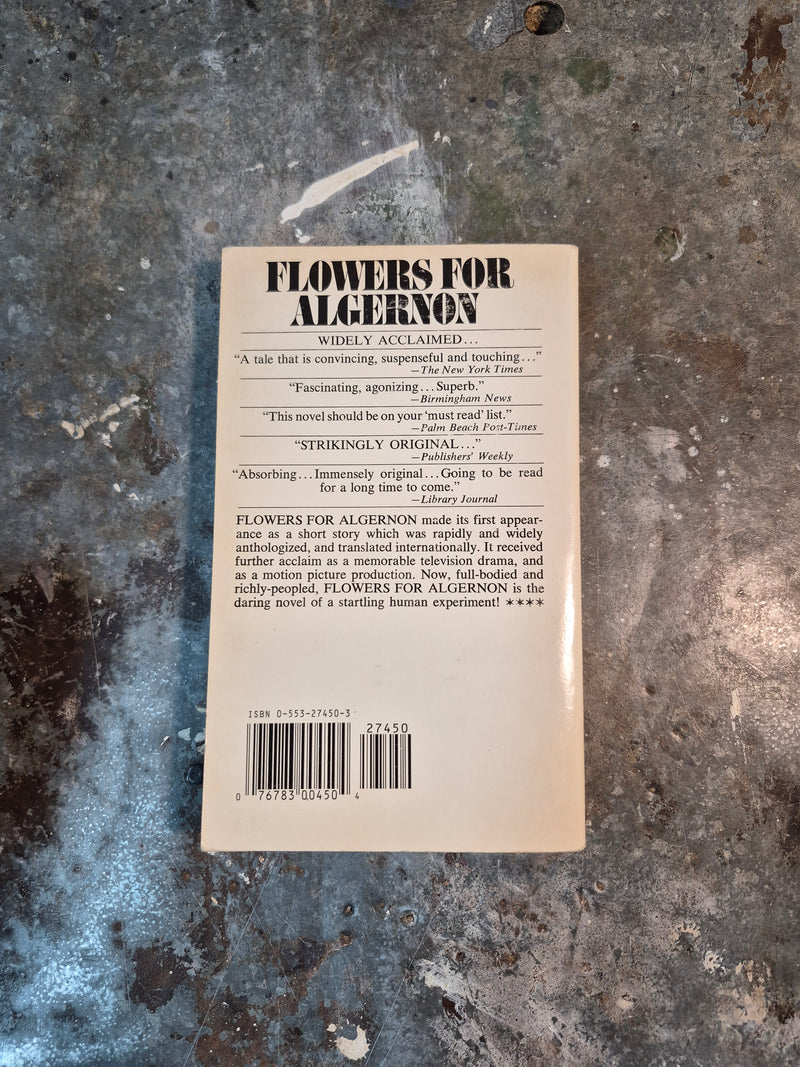 FLOWERS FOR
ALGERNON
WIDELY ACCLAIMED...
“A tale that is convincing, suspenseful and touching...”
—The New York Times
“Fascinating, agonizing...Superb.”
—Birmingham News
“This novel should be on your ‘must read’ list.”
—Palm Beach Post-Times
“STRIKINGLY ORIGINAL...”
—Publishers’ Weekly
“Absorbing...Immensely original...Going to be read
for a long time to come.”
—Library Journal
FLOWERS FOR ALGERNON made its first appear-
ance as a short story which was rapidly and widely
anthologized, and translated internationally. It received
further acclaim as a memorable television drama, and
as a motion picture production. Now, full-bodied and
richly-peopled, FLOWERS FOR ALGERNON is the
daring novel of a startling human experiment! ✶✶✶✶
ISBN 0-553-27450-3
27450
0 76783 00450 4